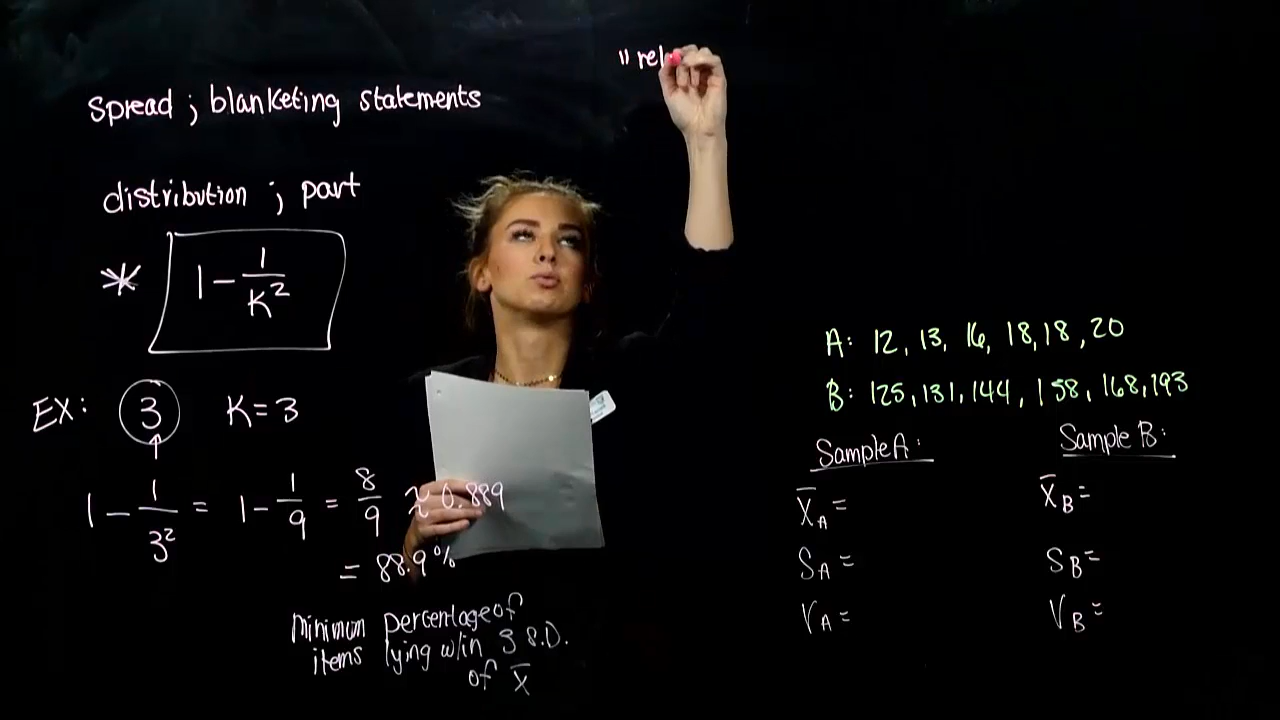 "rel
spread ; blanketing statements
distribution ; part
* 1 - 1/K²
EX: 3 K=3
1 - 1/3² = 1 - 1/9 = 8/9 ≈ 0.889
= 88.9%
Minimum percentage of
items lying w/in 3 S.D.
of x̄
A: 12, 13, 16, 18, 18, 20
B: 125, 131, 144, 158, 168, 193
Sample A: Sample B:
x̄A = x̄B =
SA = SB =
VA = VB =